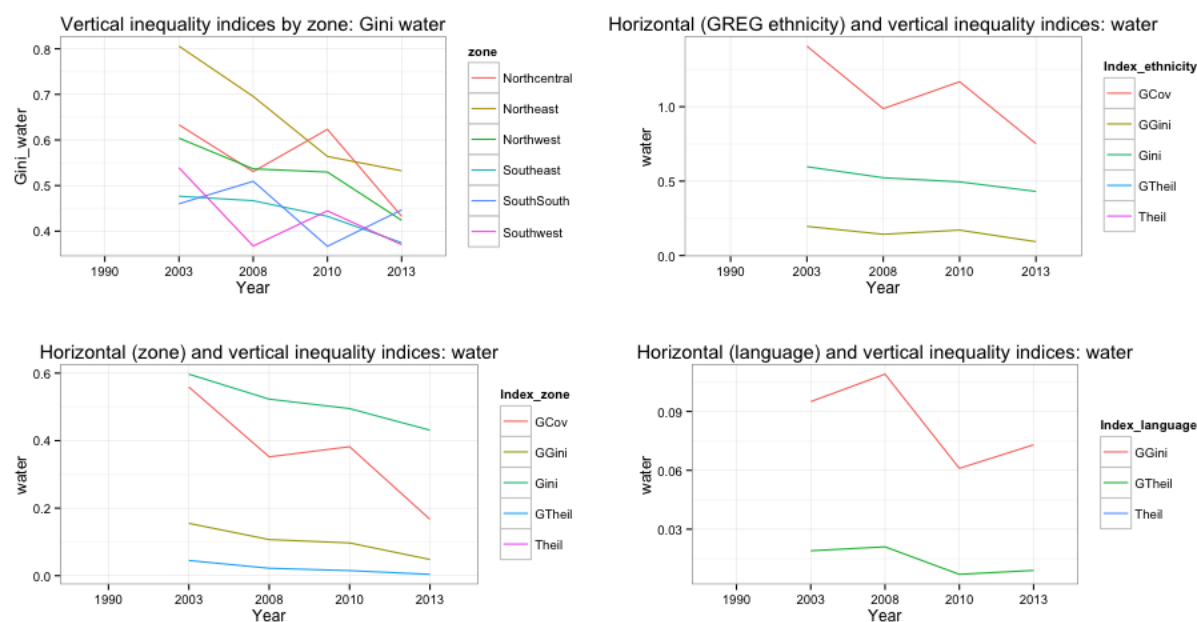 Vertical inequality indices by zone: Gini water
0.8
0.7
0.6
0.5
0.4
Gini_water
1990 2003 2008 2010 2013
Year
zone
Northcentral
Northeast
Northwest
Southeast
SouthSouth
Southwest
Horizontal (GREG ethnicity) and vertical inequality indices: water
1.0
0.5
0.0
water
1990 2003 2008 2010 2013
Year
Index_ethnicity
GCov
GGini
Gini
GTheil
Theil
Horizontal (zone) and vertical inequality indices: water
0.6
0.4
0.2
0.0
water
1990 2003 2008 2010 2013
Year
Index_zone
GCov
GGini
Gini
GTheil
Theil
Horizontal (language) and vertical inequality indices: water
0.09
0.06
0.03
water
1990 2003 2008 2010 2013
Year
Index_language
GGini
GTheil
Theil